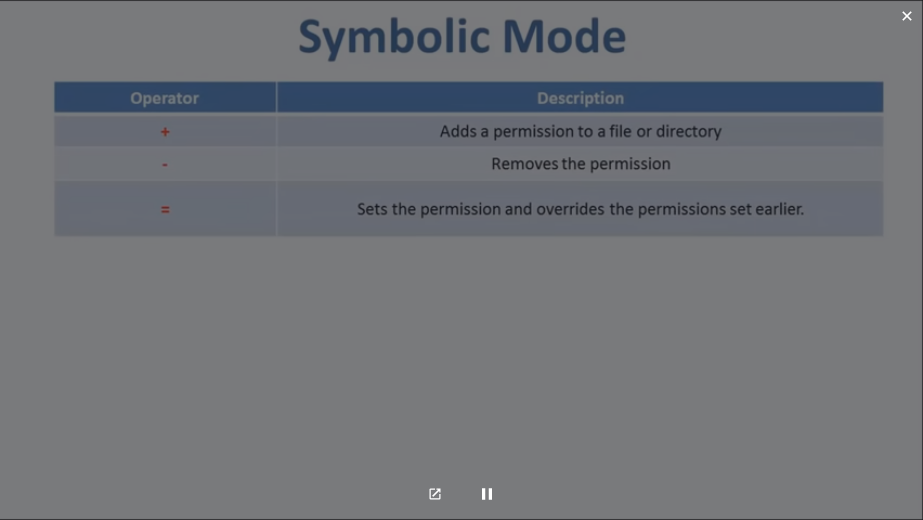 Symbolic Mode
Operator Description
+ Adds a permission to a file or directory
- Removes the permission
= Sets the permission and overrides the permissions set earlier.